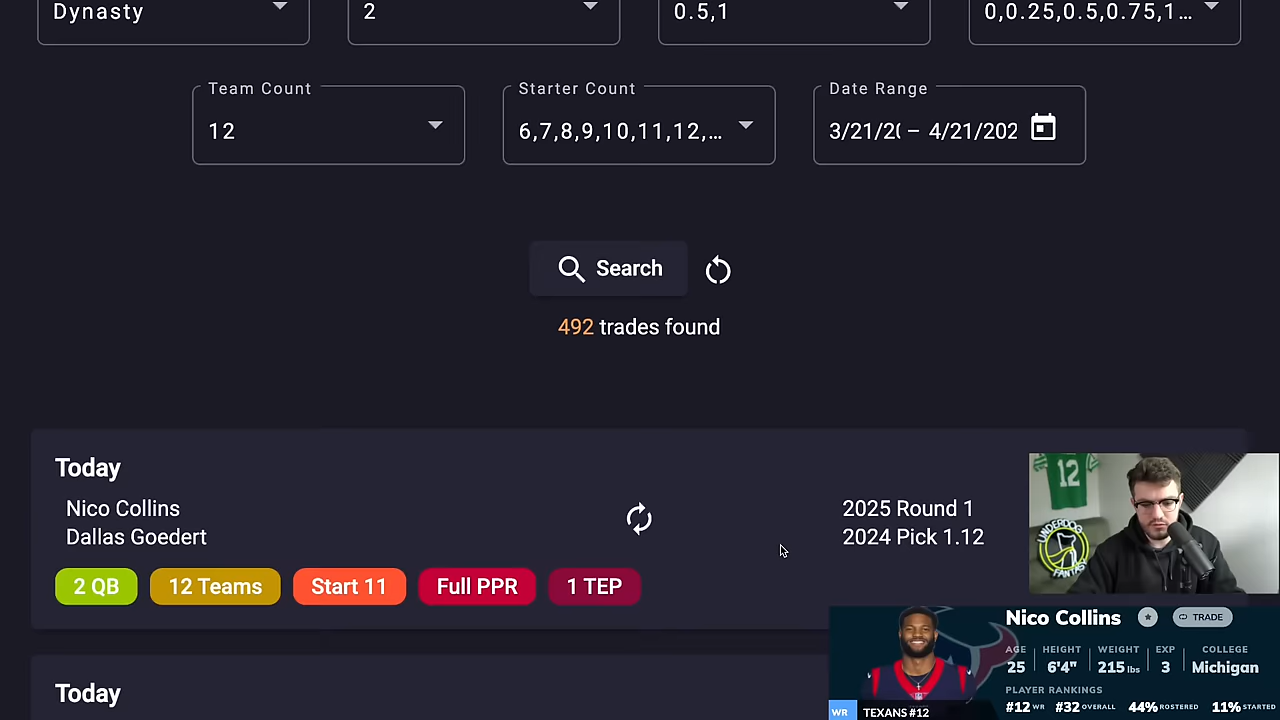 Dynasty
2
0.5,1
0,0.25,0.5,0.75,1...
Team Count
12
Starter Count
6,7,8,9,10,11,12,...
Date Range
3/21/20 – 4/21/202
Search
492 trades found
Today
Nico Collins
Dallas Goedert
2025 Round 1
2024 Pick 1.12
2 QB
12 Teams
Start 11
Full PPR
1 TEP
Today
12
UNDERDOG
FANTASY
Nico Collins
TRADE
AGE
25
HEIGHT
6'4"
WEIGHT
215 lbs
EXP
3
COLLEGE
Michigan
PLAYER RANKINGS
#12 WR
#32 OVERALL
44% ROSTERED
11% STARTED
WR
TEXANS #12